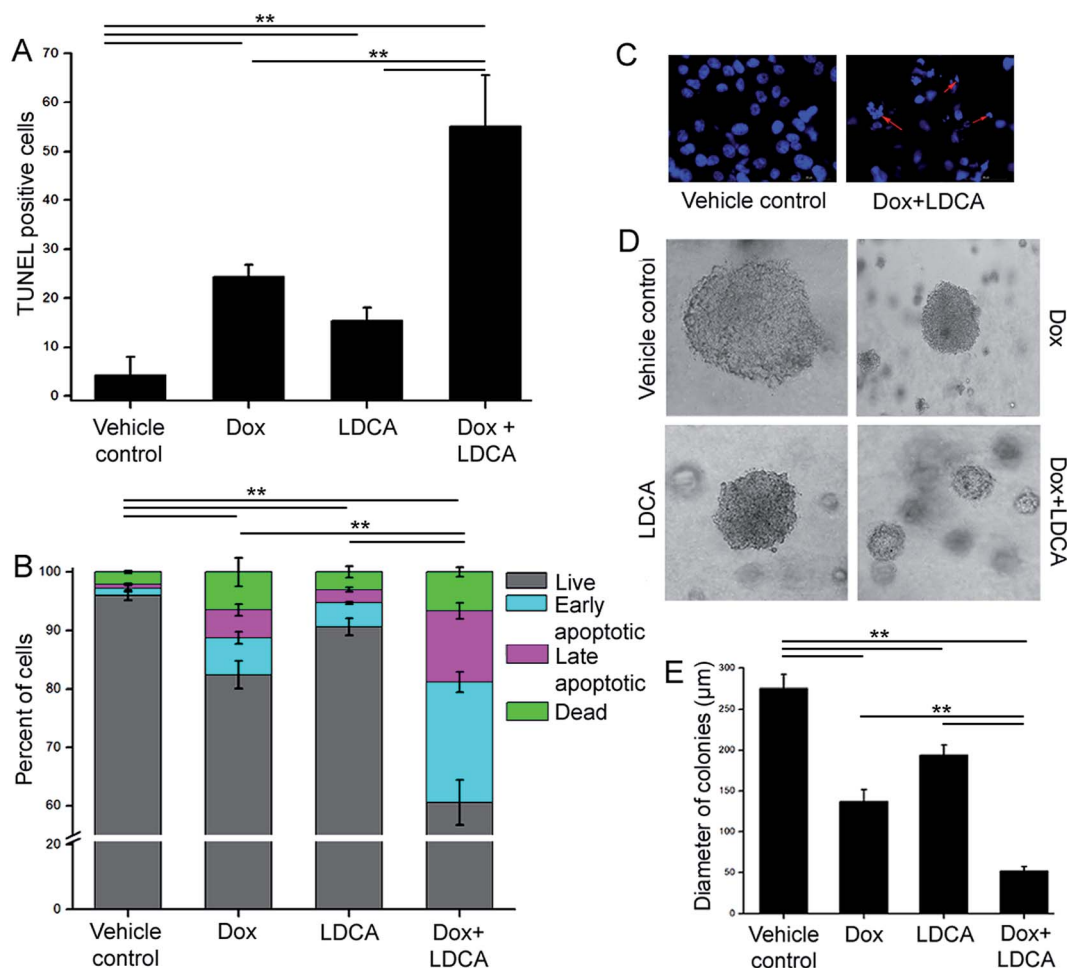 A
**
**
TUNEL positive cells
70
60
50
40
30
20
10
0
Vehicle
control
Dox
LDCA
Dox +
LDCA
B
**
**
Percent of cells
100
90
80
70
60
20
0
Vehicle
control
Dox
LDCA
Dox+
LDCA
Live
Early
apoptotic
Late
apoptotic
Dead
C
Vehicle control
Dox+LDCA
D
Vehicle control
Dox
LDCA
Dox+LDCA
E
**
**
Diameter of colonies (µm)
300
250
200
150
100
50
0
Vehicle
control
Dox
LDCA
Dox+
LDCA